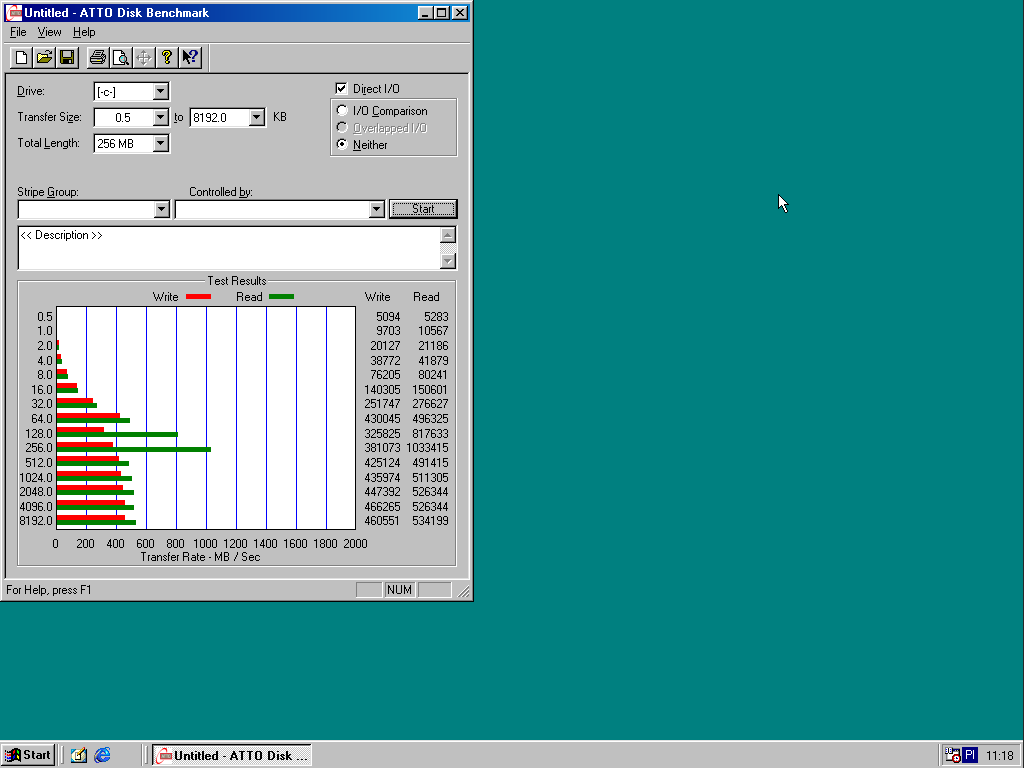 Untitled - ATTO Disk Benchmark
File View Help
Drive: [-c-]
Direct I/O
Transfer Size: 0.5 to 8192.0 KB
I/O Comparison
Overlapped I/O
Total Length: 256 MB
Neither
Stripe Group: Controlled by:
Start
<< Description >>
Test Results
Write Read Write Read
0.5 5094 5283
1.0 9703 10567
2.0 20127 21186
4.0 38772 41879
8.0 76205 80241
16.0 140305 150601
32.0 251747 276627
64.0 430045 496325
128.0 325825 817633
256.0 381073 1033415
512.0 425124 491415
1024.0 435974 511305
2048.0 447392 526344
4096.0 466265 526344
8192.0 460551 534199
0 200 400 600 800 1000 1200 1400 1600 1800 2000
Transfer Rate - MB / Sec
For Help, press F1 NUM
Start Untitled - ATTO Disk ... Pl 11:18